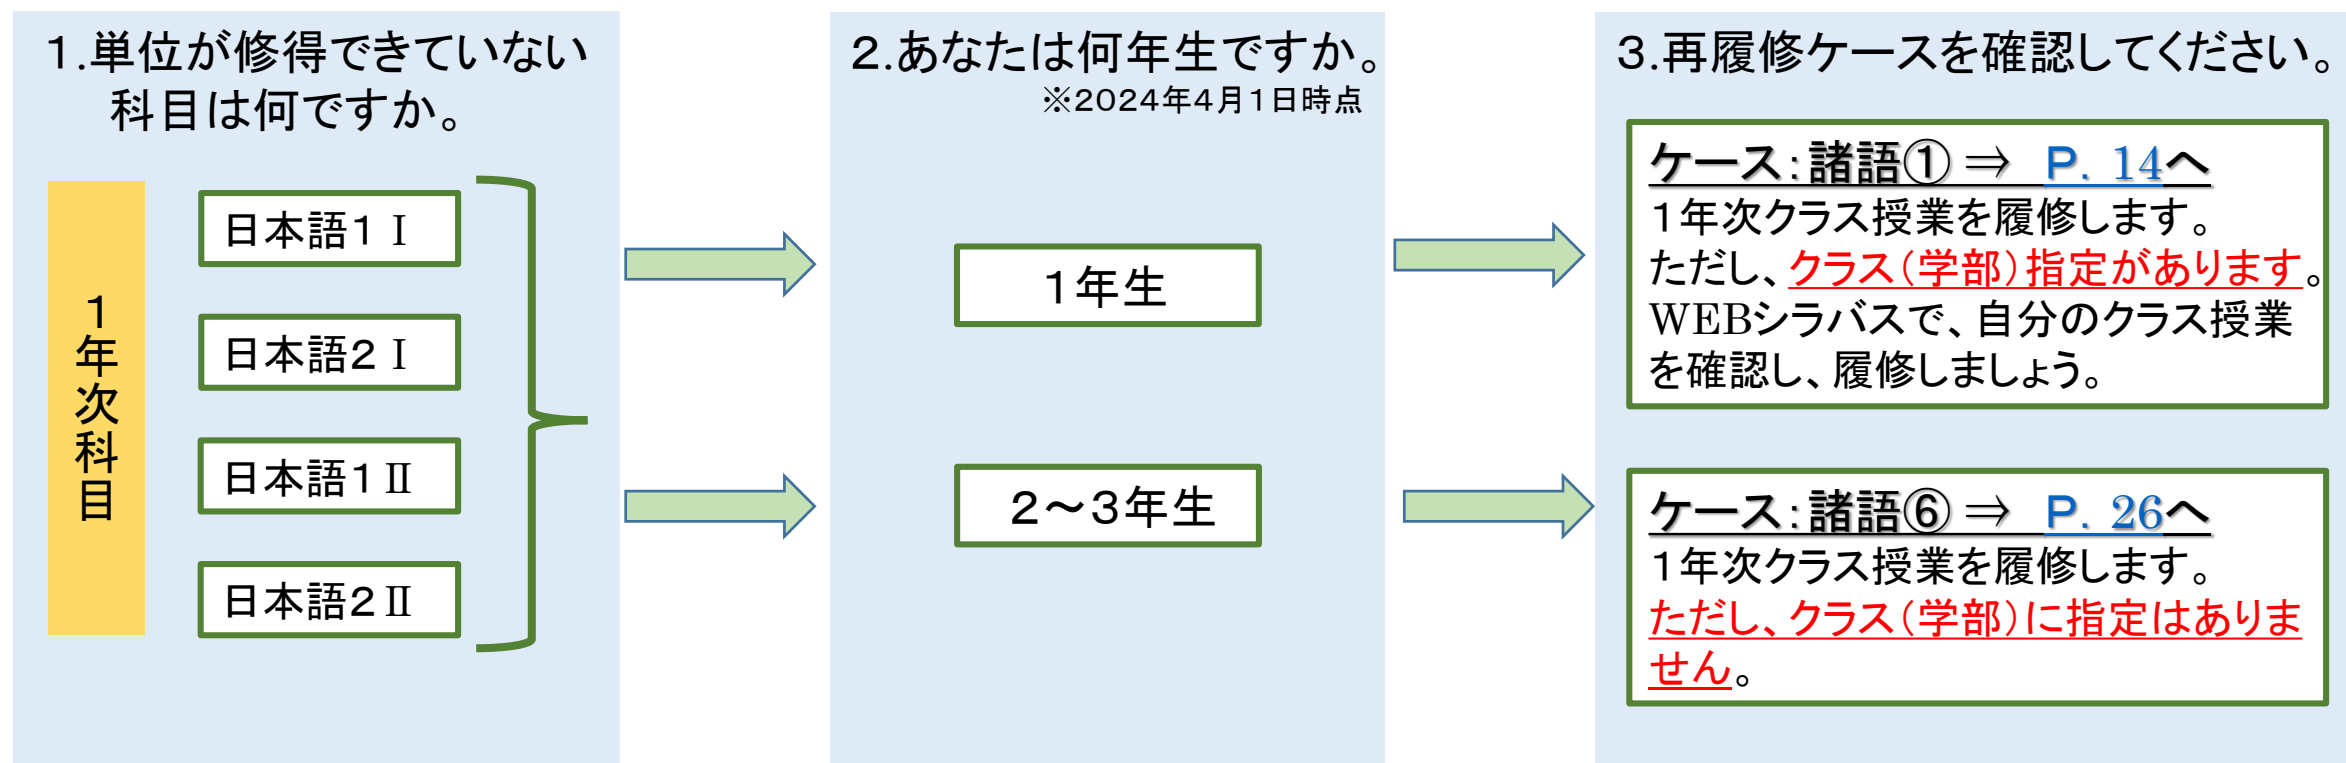 1.単位が修得できていない
科目は何ですか。
1年次科目
日本語1Ⅰ
日本語2Ⅰ
日本語1Ⅱ
日本語2Ⅱ
2.あなたは何年生ですか。
※2024年4月1日時点
1年生
2～3年生
3.再履修ケースを確認してください。
ケース：諸語①⇒ P．14へ
1年次クラス授業を履修します。
ただし、クラス（学部）指定があります。
WEBシラバスで、自分のクラス授業
を確認し、履修しましょう。
ケース：諸語⑥⇒ P．26へ
1年次クラス授業を履修します。
ただし、クラス（学部）に指定はありま
せん。